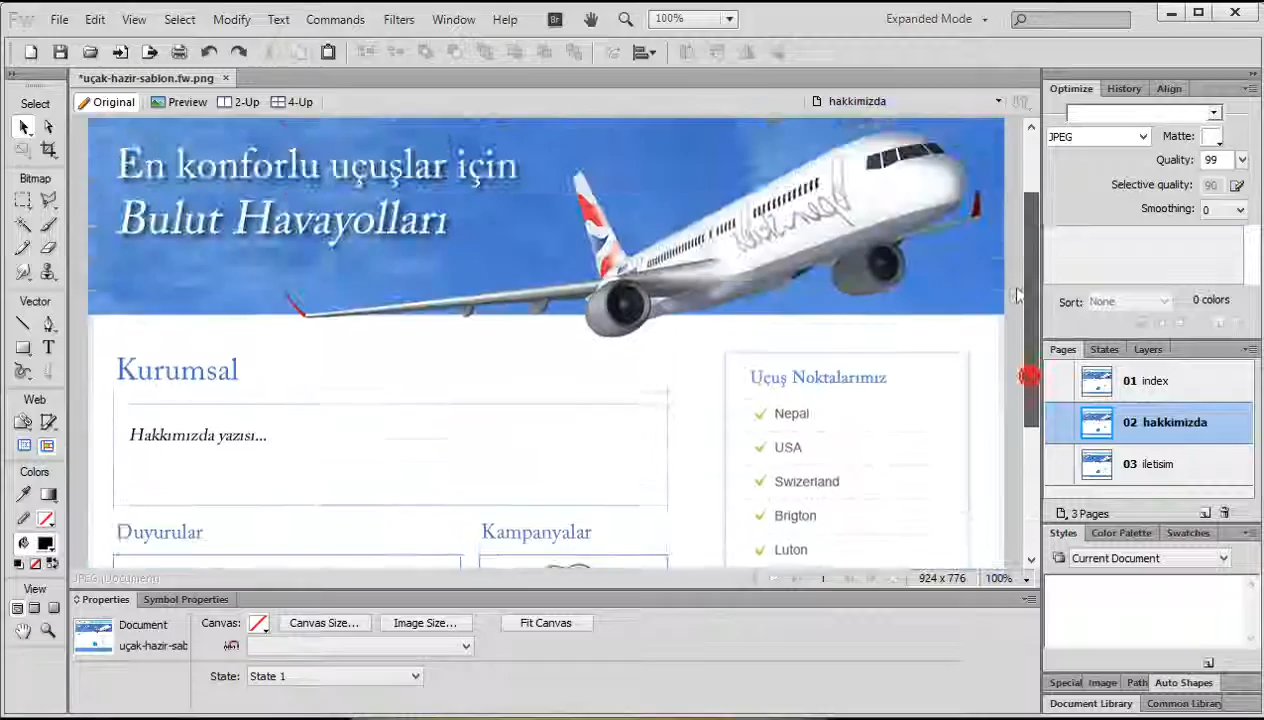 Fw File Edit View Select Modify Text Commands Filters Window Help Br 100% Expanded Mode
*uçak-hazir-sablon.fw.png ×
Original Preview 2-Up 4-Up hakkimizda
Select
Bitmap
Vector
Web
Colors
View
En konforlu uçuşlar için
Bulut Havayolları
Kurumsal
Hakkımızda yazısı...
Duyurular
Kampanyalar
Uçuş Noktalarımız
Nepal
USA
Swizerland
Brigton
Luton
JPEG (Document)
924 x 776 100%
Properties Symbol Properties
Document
uçak-hazir-sab
Canvas: Canvas Size... Image Size... Fit Canvas
State: State 1
Optimize History Align
JPEG Matte:
Quality: 99
Selective quality: 90
Smoothing: 0
Sort: None 0 colors
Pages States Layers
01 index
02 hakkimizda
03 iletisim
3 Pages
Styles Color Palette Swatches
Current Document
Special Image Path Auto Shapes
Document Library Common Library